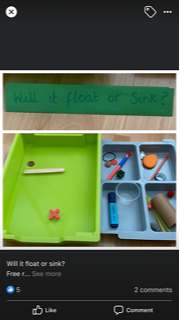 Will it float or Sink?
Will it float or sink?
Free r... See more
5
2 comments
Like
Comment